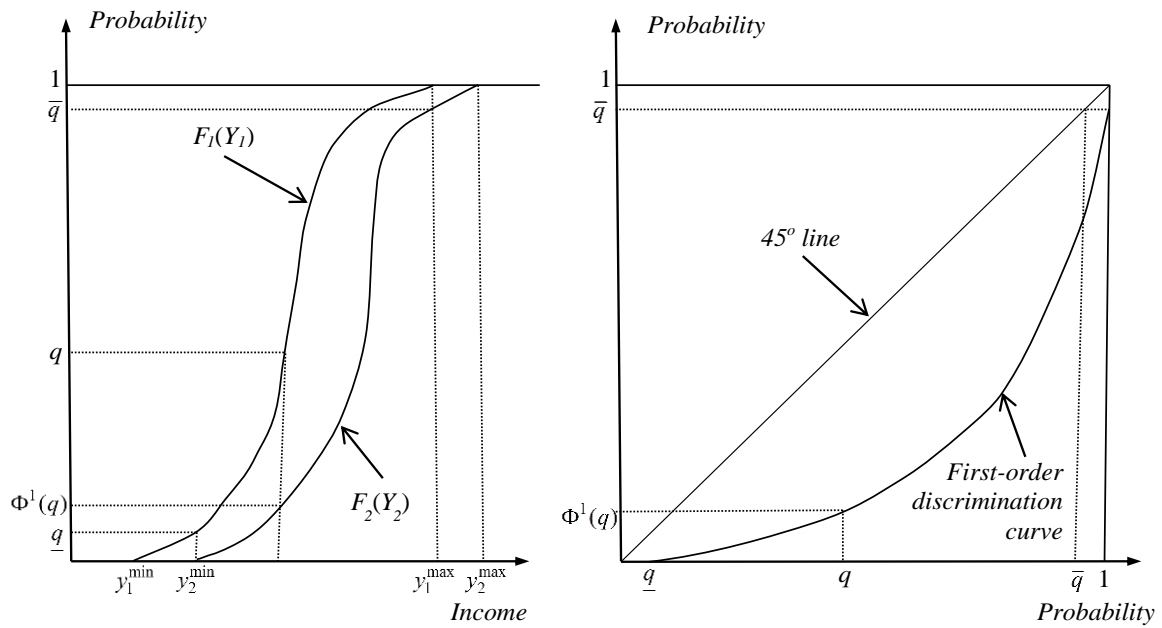 Probability
1
q̅
F₁(Y₁)
q
Φ¹(q)
q̲
F₂(Y₂)
y₁ᵐⁱⁿ y₂ᵐⁱⁿ y₁ᵐᵃˣ y₂ᵐᵃˣ
Income
Probability
1
q̅
45º line
First-order
discrimination
curve
Φ¹(q)
q̲ q q̅ 1
Probability